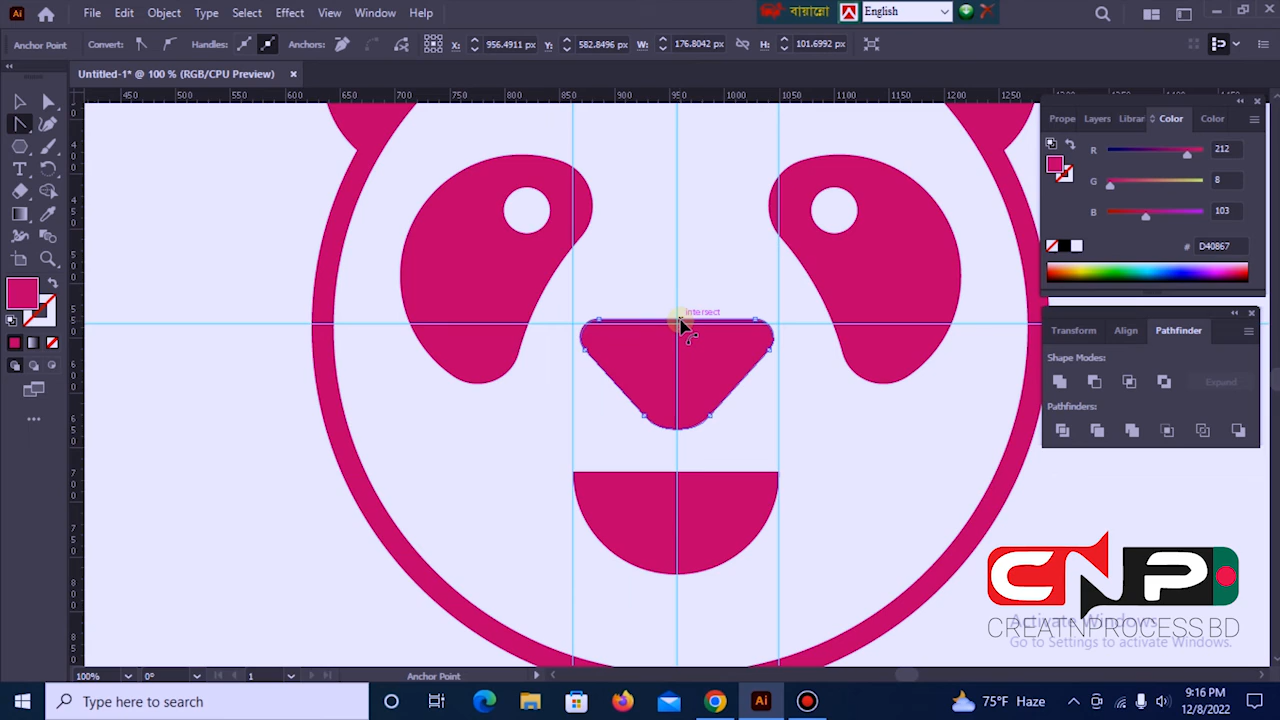 Ai File Edit Object Type Select Effect View Window Help বায়ান্নো English
Anchor Point Convert: Handles: Anchors: X: 956.4911 px Y: 582.8496 px W: 176.8042 px H: 101.6992 px
Untitled-1* @ 100 % (RGB/CPU Preview) ×
450 500 550 600 650 700 750 800 850 900 950 1000 1050 1100 1150 1200
intersect
Prope Layers Librar Color Color
R 212
G 8
B 103
# D40867
Transform Align Pathfinder
Shape Modes:
Expand
Pathfinders:
CNP
CREATNPROCESS BD
Activate Windows
Go to Settings to activate Windows.
100% 0° 1 Anchor Point
Type here to search
Ai
75°F Haze
9:16 PM
12/8/2022